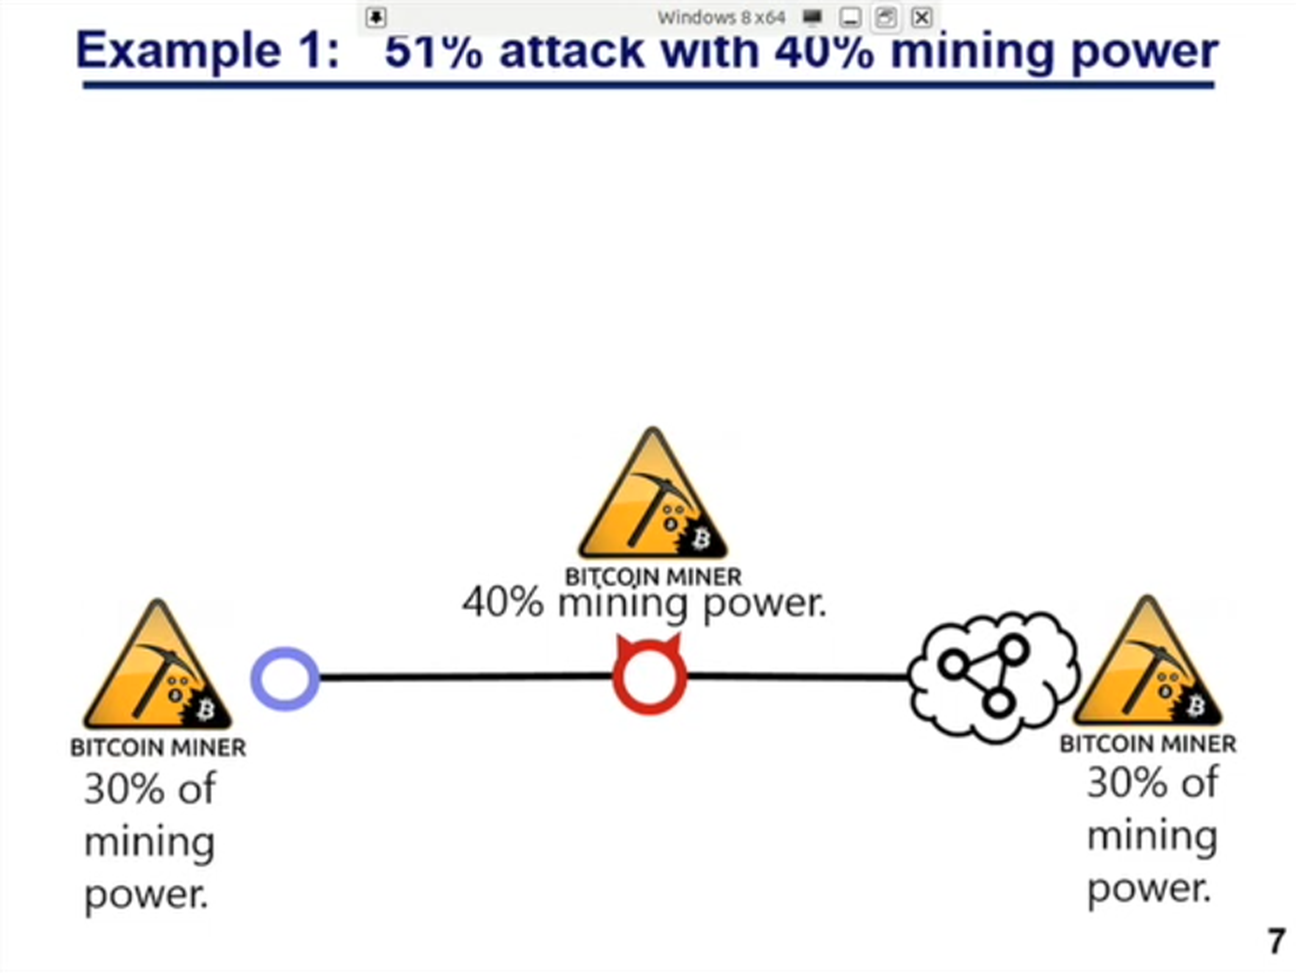 Windows 8 x64
Example 1: 51% attack with 40% mining power
BITCOIN MINER
40% mining power.
BITCOIN MINER
30% of
mining
power.
BITCOIN MINER
30% of
mining
power.
7